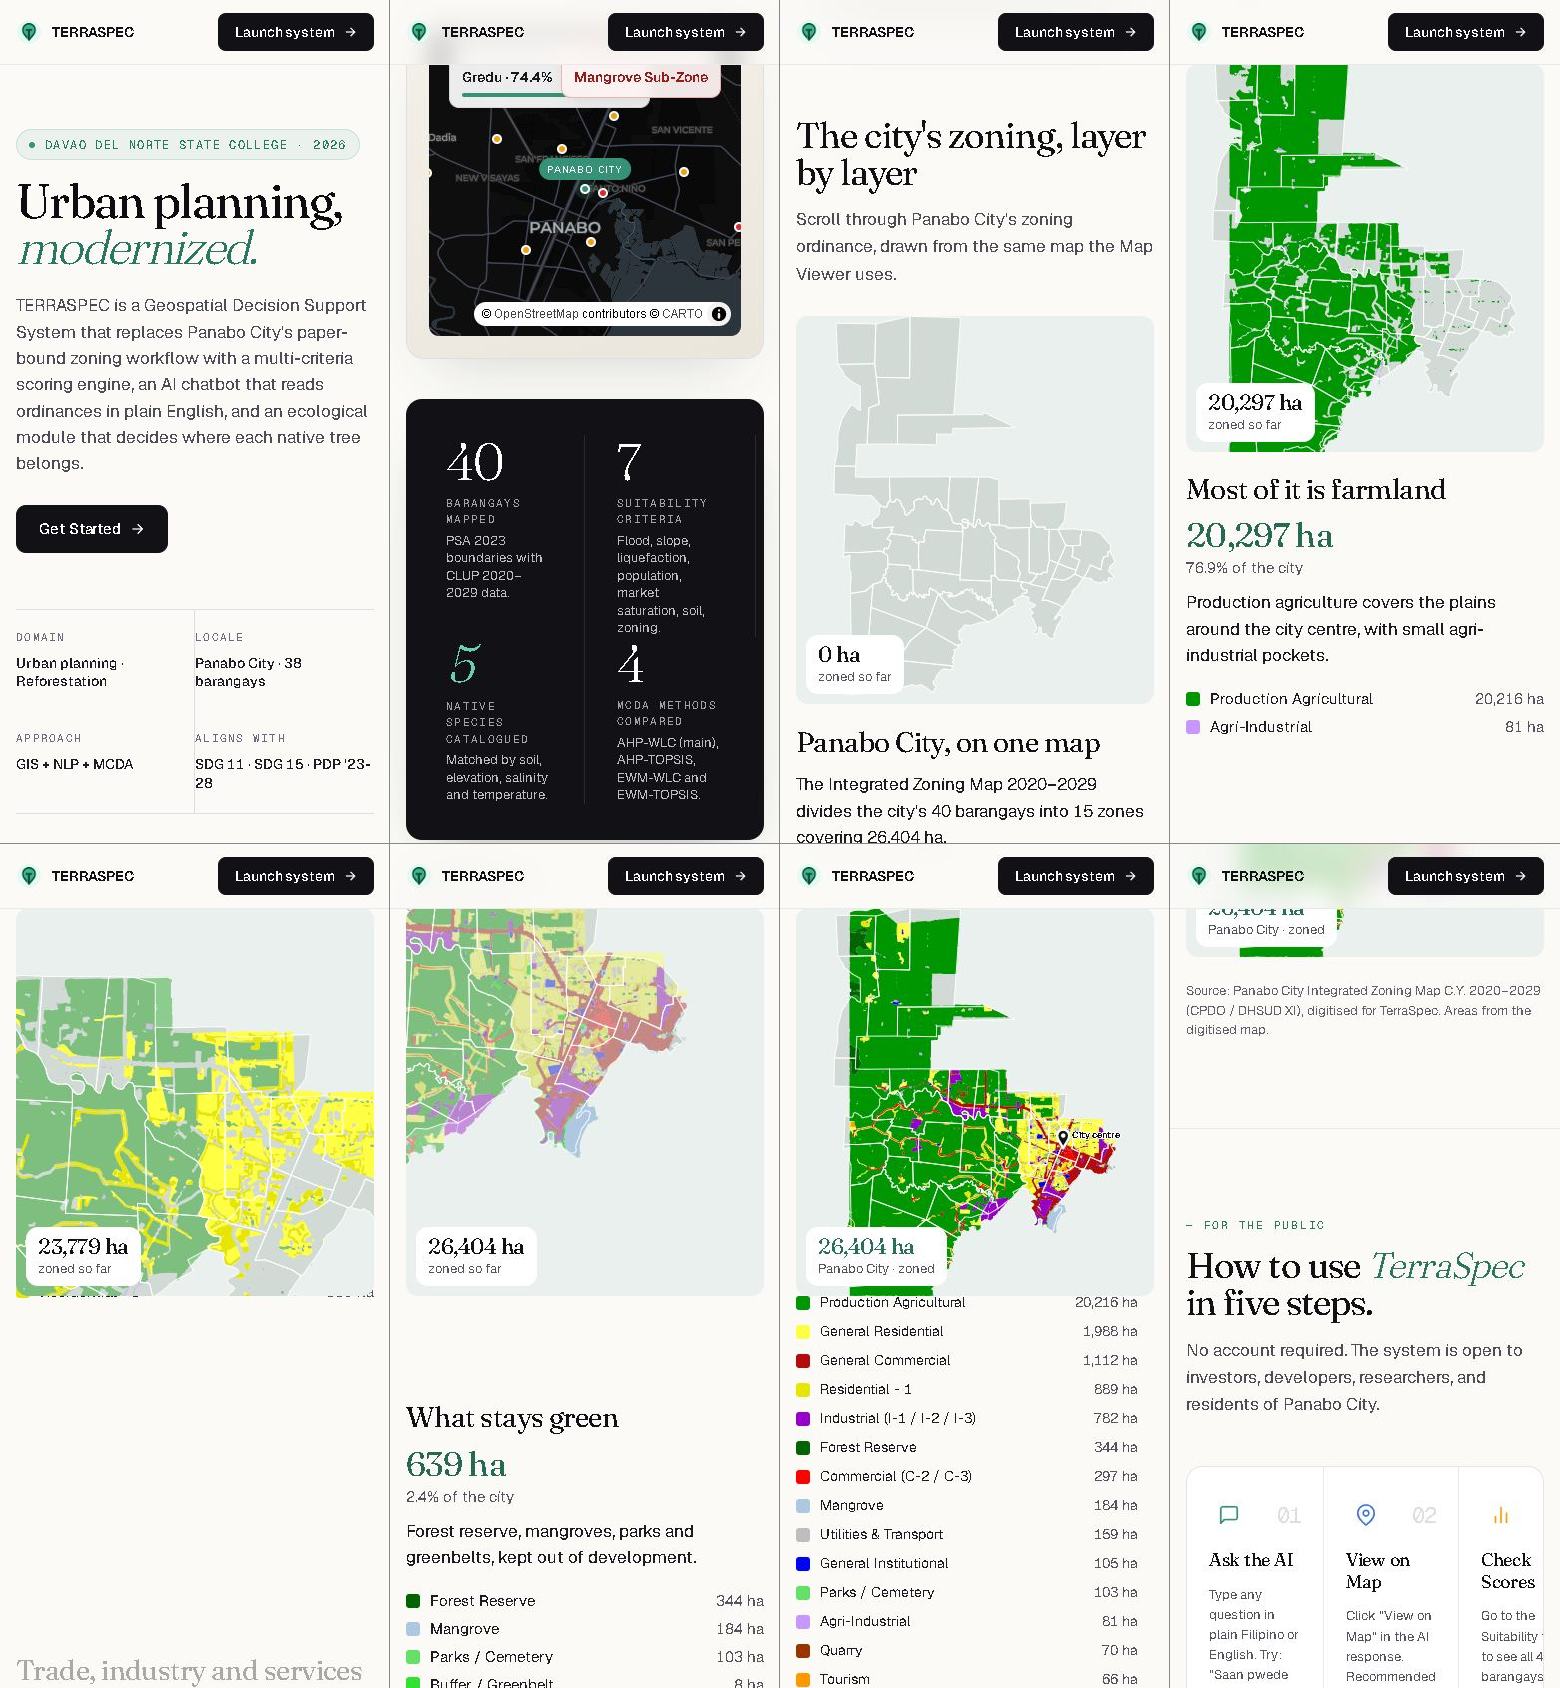 TERRASPEC
Launch system →
DAVAO DEL NORTE STATE COLLEGE · 2026
Urban planning,
modernized.
TERRASPEC is a Geospatial Decision Support
System that replaces Panabo City's paper-
bound zoning workflow with a multi-criteria
scoring engine, an AI chatbot that reads
ordinances in plain English, and an ecological
module that decides where each native tree
belongs.
Get Started →
DOMAIN
Urban planning ·
Reforestation
LOCALE
Panabo City · 38
barangays
APPROACH
GIS + NLP + MCDA
ALIGNS WITH
SDG 11 · SDG 15 · PDP '23-
28
TERRASPEC
Launch system →
Gredu · 74.4%
Mangrove Sub-Zone
Dadia
SAN VICENTE
PANABO CITY
NEW VISAYAS
PANABO
SAN PE
© OpenStreetMap contributors © CARTO
40
BARANGAYS
MAPPED
PSA 2023
boundaries with
CLUP 2020–
2029 data.
7
SUITABILITY
CRITERIA
Flood, slope,
liquefaction,
population,
market
saturation, soil,
zoning.
5
NATIVE
SPECIES
CATALOGUED
Matched by soil,
elevation, salinity
and temperature.
4
MCDA METHODS
COMPARED
AHP-WLC (main),
AHP-TOPSIS,
EWM-WLC and
EWM-TOPSIS.
TERRASPEC
Launch system →
The city's zoning, layer
by layer
Scroll through Panabo City's zoning
ordinance, drawn from the same map the Map
Viewer uses.
0 ha
zoned so far
Panabo City, on one map
The Integrated Zoning Map 2020–2029
divides the city's 40 barangays into 15 zones
covering 26,404 ha.
TERRASPEC
Launch system →
20,297 ha
zoned so far
Most of it is farmland
20,297 ha
76.9% of the city
Production agriculture covers the plains
around the city centre, with small agri-
industrial pockets.
Production Agricultural 20,216 ha
Agri-Industrial 81 ha
TERRASPEC
Launch system →
23,779 ha
zoned so far
Trade, industry and services
TERRASPEC
Launch system →
26,404 ha
zoned so far
What stays green
639 ha
2.4% of the city
Forest reserve, mangroves, parks and
greenbelts, kept out of development.
Forest Reserve 344 ha
Mangrove 184 ha
Parks / Cemetery 103 ha
Buffer / Greenbelt 8 ha
TERRASPEC
Launch system →
City centre
26,404 ha
Panabo City · zoned
Production Agricultural 20,216 ha
General Residential 1,988 ha
General Commercial 1,112 ha
Residential - 1 889 ha
Industrial (I-1 / I-2 / I-3) 782 ha
Forest Reserve 344 ha
Commercial (C-2 / C-3) 297 ha
Mangrove 184 ha
Utilities & Transport 159 ha
General Institutional 105 ha
Parks / Cemetery 103 ha
Agri-Industrial 81 ha
Quarry 70 ha
Tourism 66 ha
TERRASPEC
Launch system →
26,404 ha
Panabo City · zoned
Source: Panabo City Integrated Zoning Map C.Y. 2020–2029
(CPDO / DHSUD XI), digitised for TerraSpec. Areas from the
digitised map.
– FOR THE PUBLIC
How to use TerraSpec
in five steps.
No account required. The system is open to
investors, developers, researchers, and
residents of Panabo City.
01
Ask the AI
Type any
question in
plain Filipino or
English. Try:
"Saan pwede
02
View on
Map
Click "View on
Map" in the AI
response.
Recommended
Check
Scores
Go to the
Suitability
to see all 4
barangays